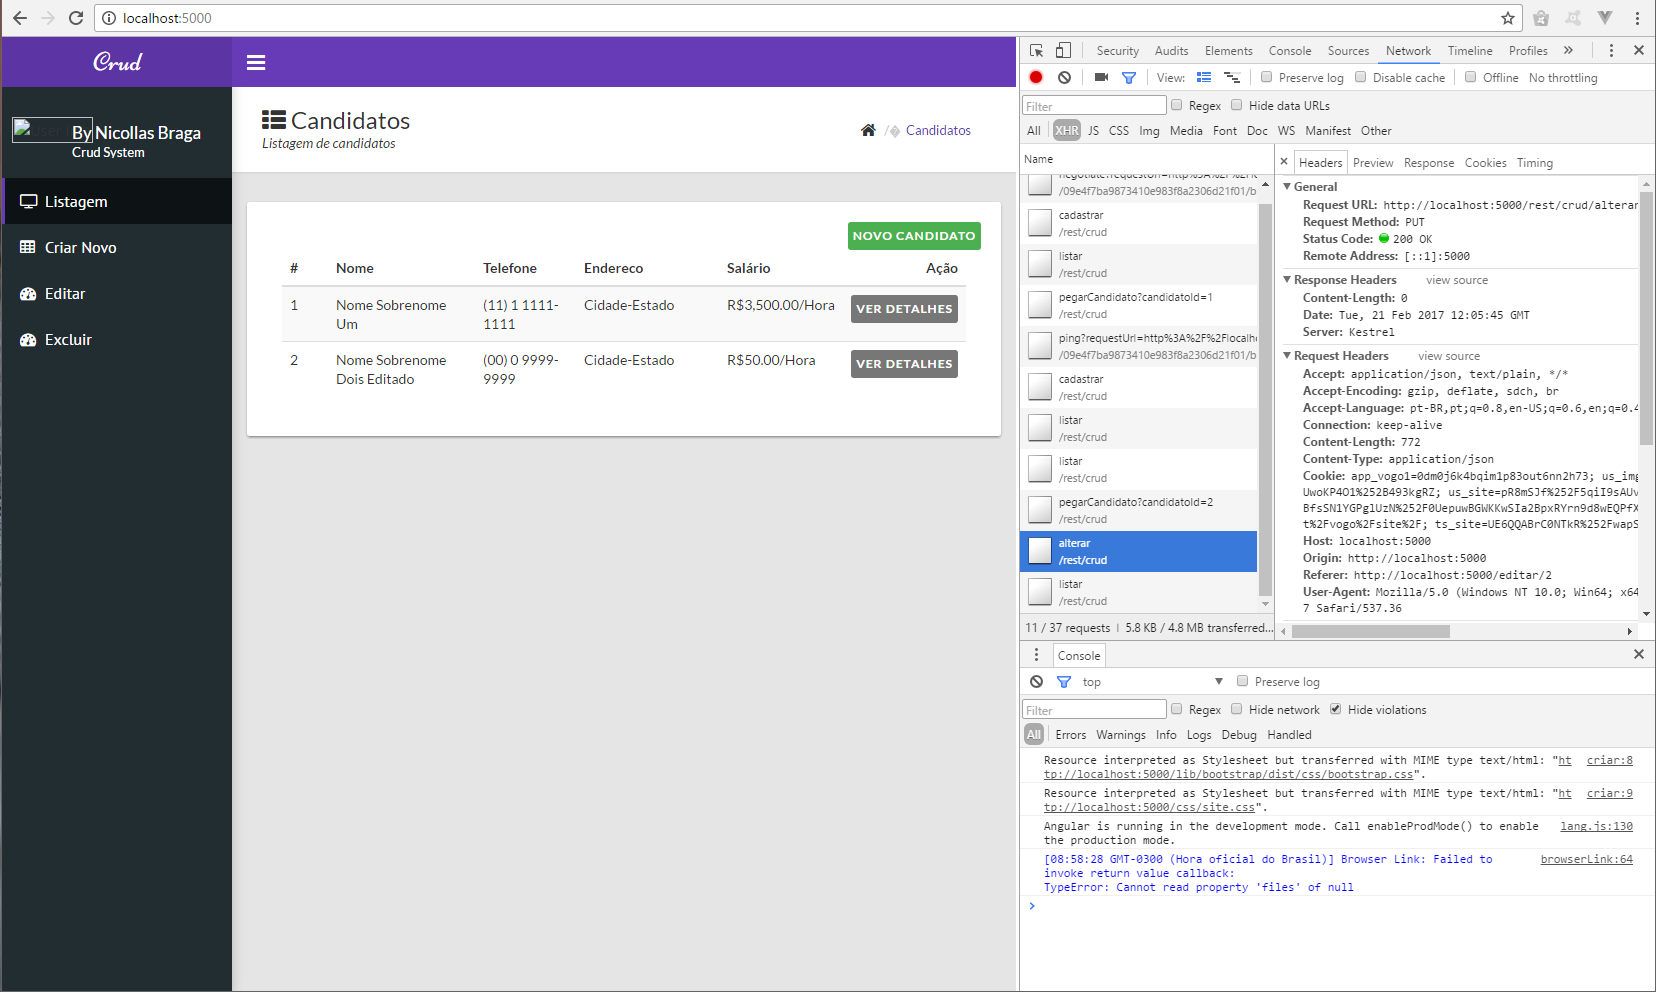 localhost:5000
Crud
By Nicollas Braga
Crud System
Listagem
Criar Novo
Editar
Excluir
Candidatos
Listagem de candidatos
/ Candidatos
NOVO CANDIDATO
# Nome Telefone Endereco Salário Ação
1 Nome Sobrenome Um (11) 1 1111-1111 Cidade-Estado R$3,500.00/Hora VER DETALHES
2 Nome Sobrenome Dois Editado (00) 0 9999-9999 Cidade-Estado R$50.00/Hora VER DETALHES
Security Audits Elements Console Sources Network Timeline Profiles »
View: Preserve log Disable cache Offline No throttling
Filter Regex Hide data URLs
All XHR JS CSS Img Media Font Doc WS Manifest Other
Name
/09e4f7ba9873410e983f8a2306d21f01/b
cadastrar
/rest/crud
listar
/rest/crud
pegarCandidato?candidatoId=1
/rest/crud
ping?requestUrl=http%3A%2F%2Flocalho
/09e4f7ba9873410e983f8a2306d21f01/b
cadastrar
/rest/crud
listar
/rest/crud
listar
/rest/crud
pegarCandidato?candidatoId=2
/rest/crud
alterar
/rest/crud
listar
/rest/crud
11 / 37 requests | 5.8 KB / 4.8 MB transferred...
× Headers Preview Response Cookies Timing
General
Request URL: http://localhost:5000/rest/crud/alterar
Request Method: PUT
Status Code: 200 OK
Remote Address: [::1]:5000
Response Headers view source
Content-Length: 0
Date: Tue, 21 Feb 2017 12:05:45 GMT
Server: Kestrel
Request Headers view source
Accept: application/json, text/plain, */*
Accept-Encoding: gzip, deflate, sdch, br
Accept-Language: pt-BR,pt;q=0.8,en-US;q=0.6,en;q=0.4
Connection: keep-alive
Content-Length: 772
Content-Type: application/json
Cookie: app_vogo1=0dm0j6k4bqim1p83out6nn2h73; us_img
UwoKP4O1%252B493kgRZ; us_site=pR8mSJf%252F5qiI9sAUv
BfsSN1YGPglUzN%252F0UepuwBGWKKwSIa2BpxRYrn9d8wEQPfX
t%2Fvogo%2Fsite%2F; ts_site=UE6QQABrC0NTkR%252FwapS
Host: localhost:5000
Origin: http://localhost:5000
Referer: http://localhost:5000/editar/2
User-Agent: Mozilla/5.0 (Windows NT 10.0; Win64; x64
7 Safari/537.36
Console
top Preserve log
Filter Regex Hide network Hide violations
All Errors Warnings Info Logs Debug Handled
Resource interpreted as Stylesheet but transferred with MIME type text/html: "ht criar:8
tp://localhost:5000/lib/bootstrap/dist/css/bootstrap.css".
Resource interpreted as Stylesheet but transferred with MIME type text/html: "ht criar:9
tp://localhost:5000/css/site.css".
Angular is running in the development mode. Call enableProdMode() to enable lang.js:130
the production mode.
[08:58:28 GMT-0300 (Hora oficial do Brasil)] Browser Link: Failed to browserLink:64
invoke return value callback:
TypeError: Cannot read property 'files' of null